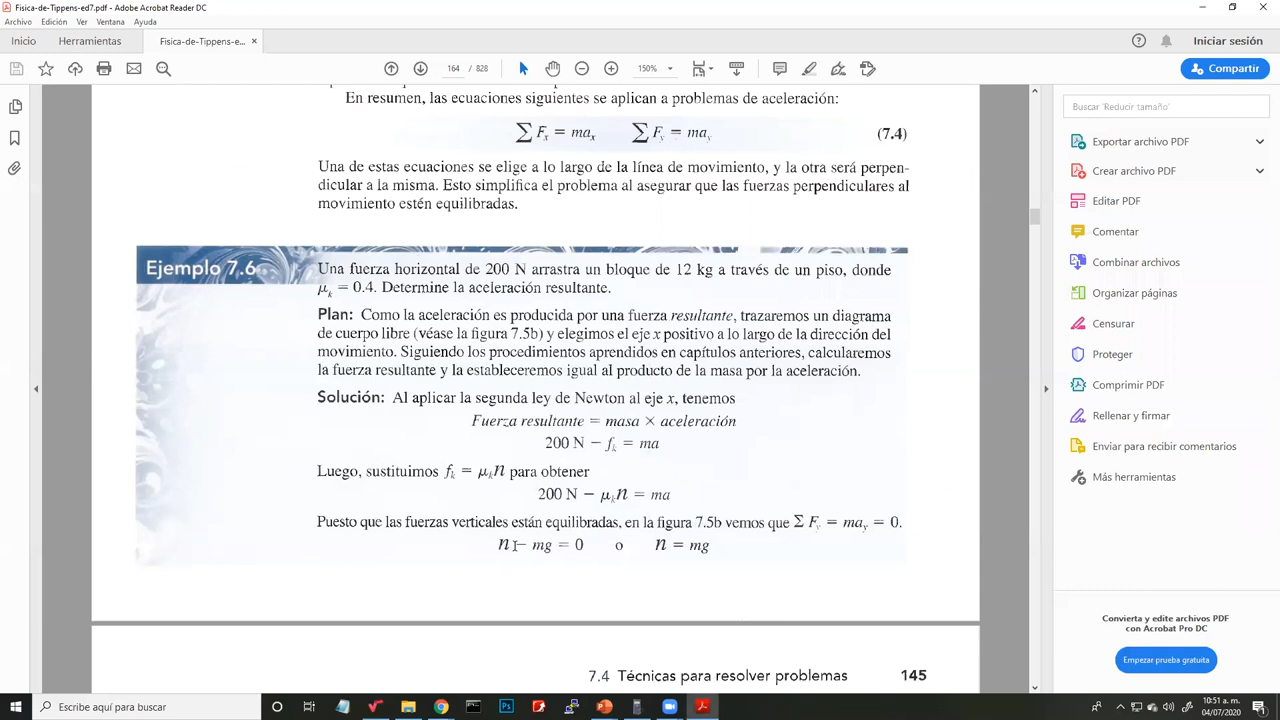 Fisica-de-Tippens-ed7.pdf - Adobe Acrobat Reader DC
Archivo Edición Ver Ventana Ayuda
Inicio Herramientas Fisica-de-Tippens-e... × Iniciar sesión
164 / 828 150% Compartir
En resumen, las ecuaciones siguientes se aplican a problemas de aceleración:
∑ Fx = max ∑ Fy = may (7.4)
Una de estas ecuaciones se elige a lo largo de la línea de movimiento, y la otra será perpen-
dicular a la misma. Esto simplifica el problema al asegurar que las fuerzas perpendiculares al
movimiento estén equilibradas.
Ejemplo 7.6
Una fuerza horizontal de 200 N arrastra un bloque de 12 kg a través de un piso, donde
μk = 0.4. Determine la aceleración resultante.
Plan: Como la aceleración es producida por una fuerza resultante, trazaremos un diagrama
de cuerpo libre (véase la figura 7.5b) y elegimos el eje x positivo a lo largo de la dirección del
movimiento. Siguiendo los procedimientos aprendidos en capítulos anteriores, calcularemos
la fuerza resultante y la estableceremos igual al producto de la masa por la aceleración.
Solución: Al aplicar la segunda ley de Newton al eje x, tenemos
Fuerza resultante = masa × aceleración
200 N − fk = ma
Luego, sustituimos fk = μkn para obtener
200 N − μkn = ma
Puesto que las fuerzas verticales están equilibradas, en la figura 7.5b vemos que Σ Fy = may = 0.
n − mg = 0 o n = mg
7.4 Técnicas para resolver problemas 145
Buscar 'Reducir tamaño'
Exportar archivo PDF
Crear archivo PDF
Editar PDF
Comentar
Combinar archivos
Organizar páginas
Censurar
Proteger
Comprimir PDF
Rellenar y firmar
Enviar para recibir comentarios
Más herramientas
Convierta y edite archivos PDF
con Acrobat Pro DC
Empezar prueba gratuita
Escribe aquí para buscar
10:51 a. m.
04/07/2020